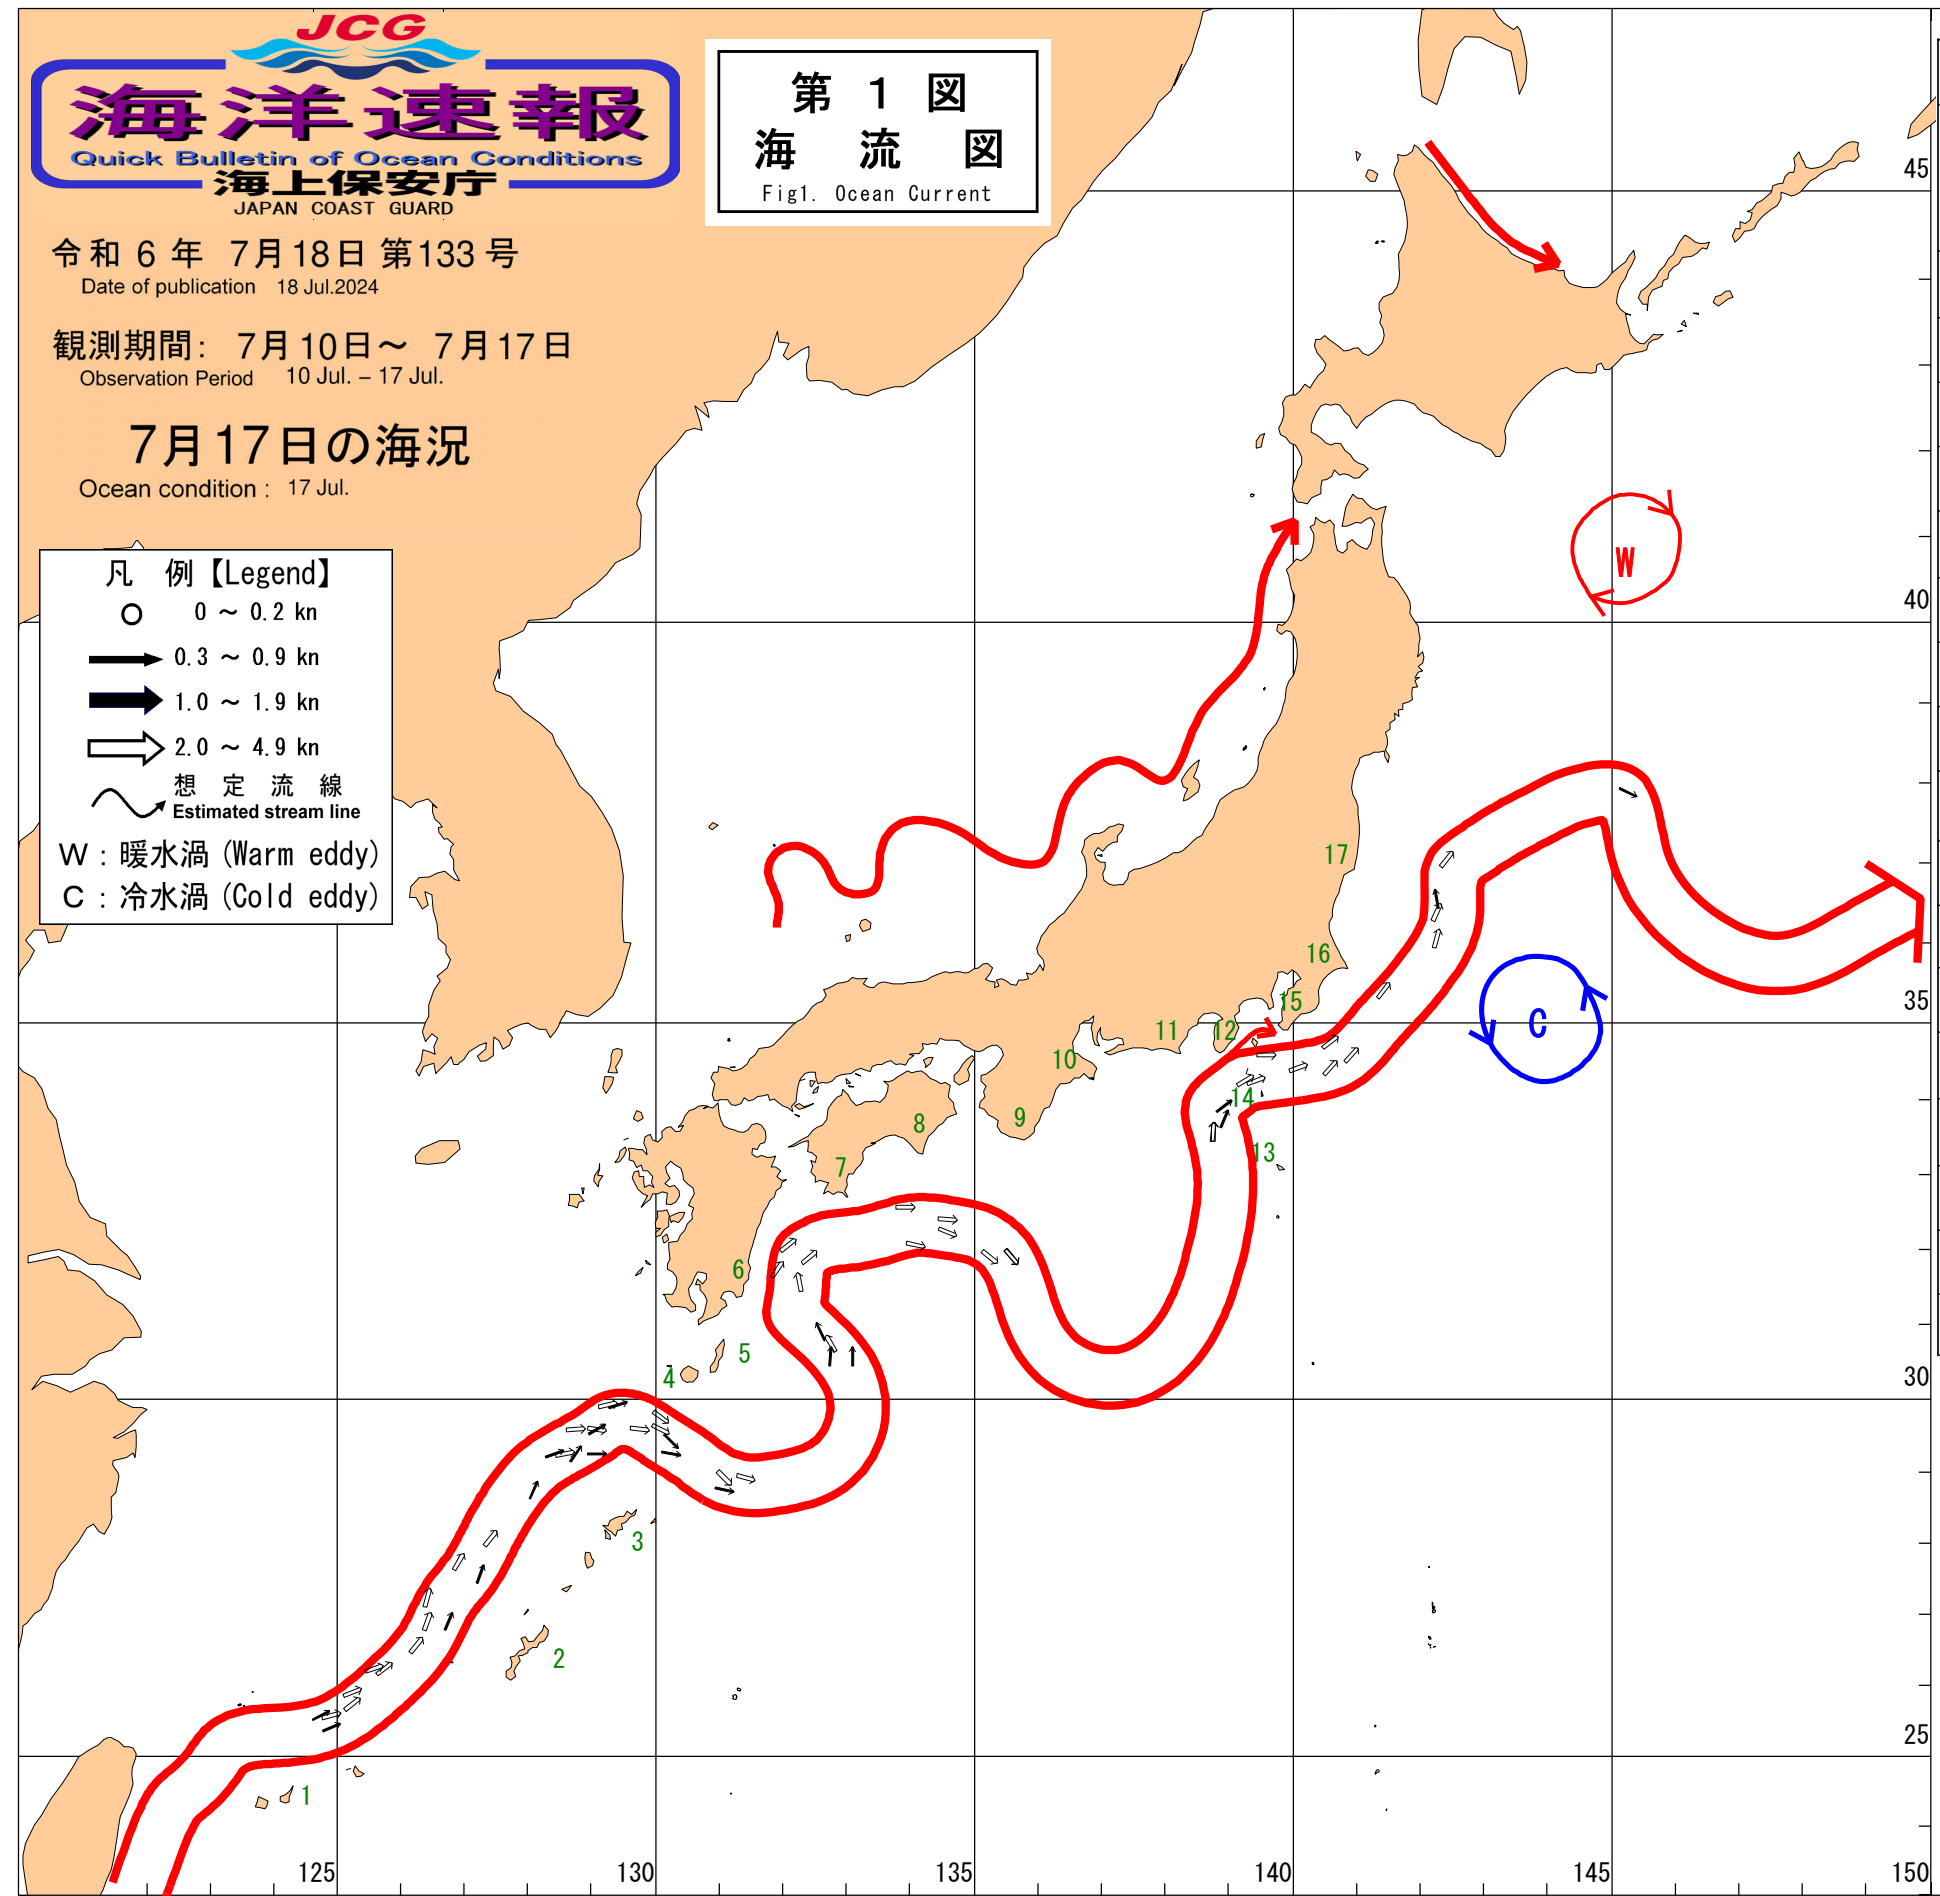 JCG
海洋速報
Quick Bulletin of Ocean Conditions
海上保安庁
JAPAN COAST GUARD
令和 6 年 7月18日 第133号
Date of publication 18 Jul.2024
観測期間: 7月10日～ 7月17日
Observation Period 10 Jul. – 17 Jul.
7月17日の海況
Ocean condition : 17 Jul.
第 1 図
海 流 図
Fig1. Ocean Current
凡 例【Legend】
0 ～ 0.2 kn
0.3 ～ 0.9 kn
1.0 ～ 1.9 kn
2.0 ～ 4.9 kn
想 定 流 線
Estimated stream line
W : 暖水渦 (Warm eddy)
C : 冷水渦 (Cold eddy)
45
W
40
17
16
35
15
C
12
11
10
14
9
8
13
7
6
5
30
4
3
2
25
1
125
130
135
140
145
150